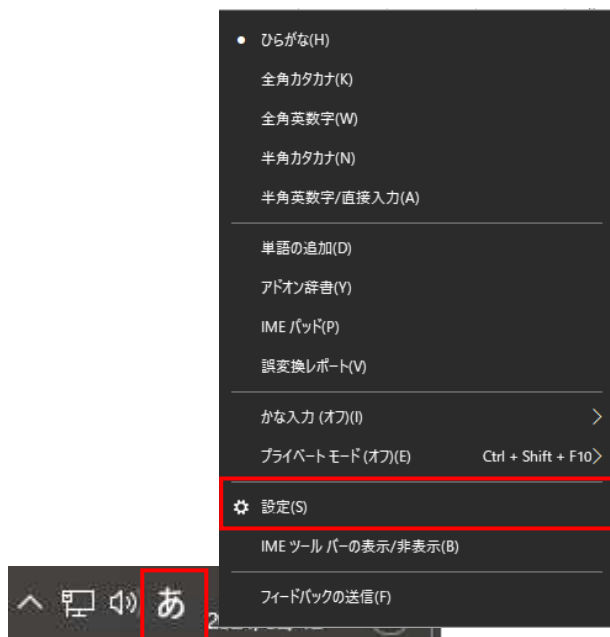 ひらがな(H)
全角カタカナ(K)
全角英数字(W)
半角カタカナ(N)
半角英数字/直接入力(A)
単語の追加(D)
アドオン辞書(Y)
IME パッド(P)
誤変換レポート(V)
かな入力 (オフ)(I)
プライベート モード (オフ)(E) Ctrl + Shift + F10
設定(S)
IME ツール バーの表示/非表示(B)
フィードバックの送信(F)
あ